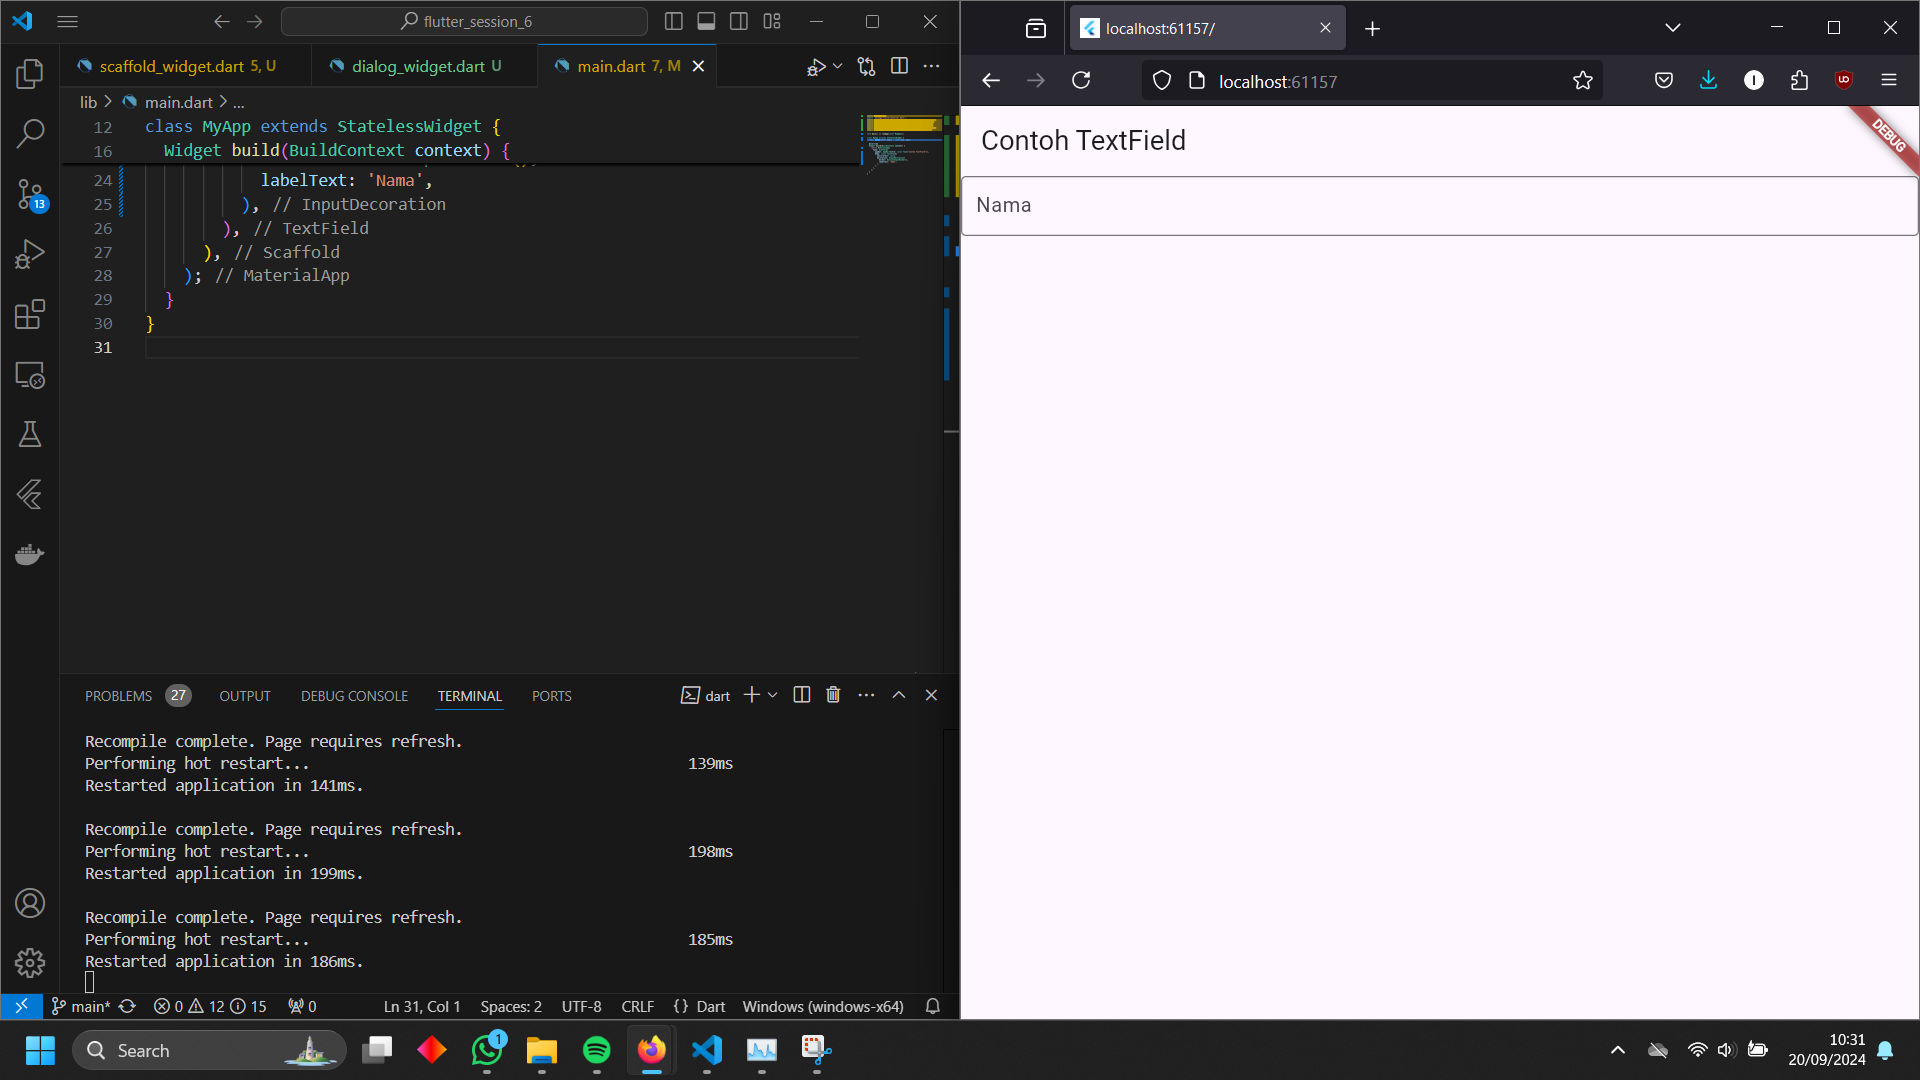 flutter_session_6
scaffold_widget.dart 5, U
dialog_widget.dart U
main.dart 7, M
lib > main.dart > ...
12 class MyApp extends StatelessWidget {
16 Widget build(BuildContext context) {
24 labelText: 'Nama',
25 ), // InputDecoration
26 ), // TextField
27 ), // Scaffold
28 ); // MaterialApp
29 }
30 }
31
13
PROBLEMS 27 OUTPUT DEBUG CONSOLE TERMINAL PORTS
dart
Recompile complete. Page requires refresh.
Performing hot restart... 139ms
Restarted application in 141ms.
Recompile complete. Page requires refresh.
Performing hot restart... 198ms
Restarted application in 199ms.
Recompile complete. Page requires refresh.
Performing hot restart... 185ms
Restarted application in 186ms.
main* 0 12 15 0 Ln 31, Col 1 Spaces: 2 UTF-8 CRLF {} Dart Windows (windows-x64)
localhost:61157/
localhost:61157
Contoh TextField
DEBUG
Nama
Search
1
10:31
20/09/2024